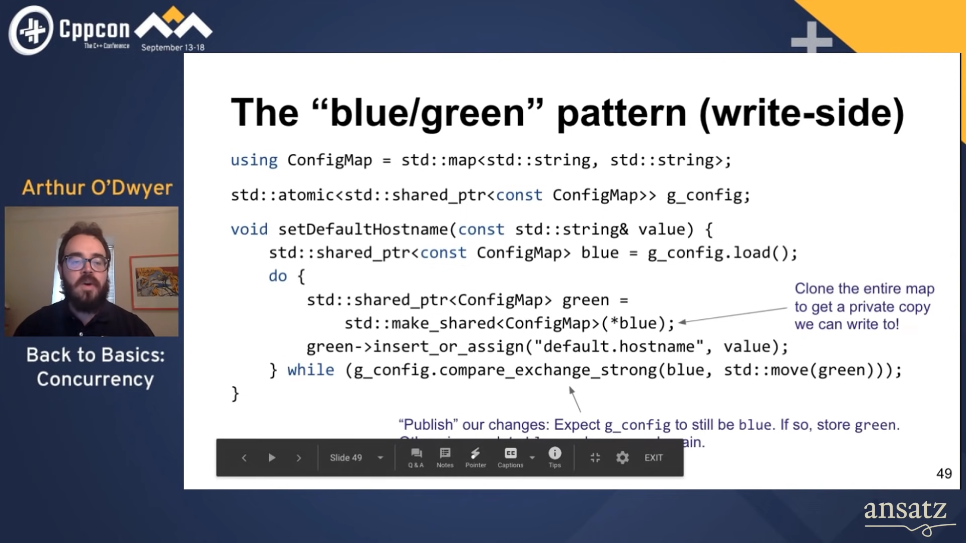 Cppcon
The C++ Conference
September 13-18
The “blue/green” pattern (write-side)
using ConfigMap = std::map<std::string, std::string>;
std::atomic<std::shared_ptr<const ConfigMap>> g_config;
void setDefaultHostname(const std::string& value) {
std::shared_ptr<const ConfigMap> blue = g_config.load();
do {
std::shared_ptr<ConfigMap> green =
std::make_shared<ConfigMap>(*blue);
green->insert_or_assign("default.hostname", value);
} while (g_config.compare_exchange_strong(blue, std::move(green)));
}
Clone the entire map
to get a private copy
we can write to!
“Publish” our changes: Expect g_config to still be blue. If so, store green.
Arthur O’Dwyer
Back to Basics:
Concurrency
Slide 49
Q & A
Notes
Pointer
Captions
Tips
EXIT
49
ansatz